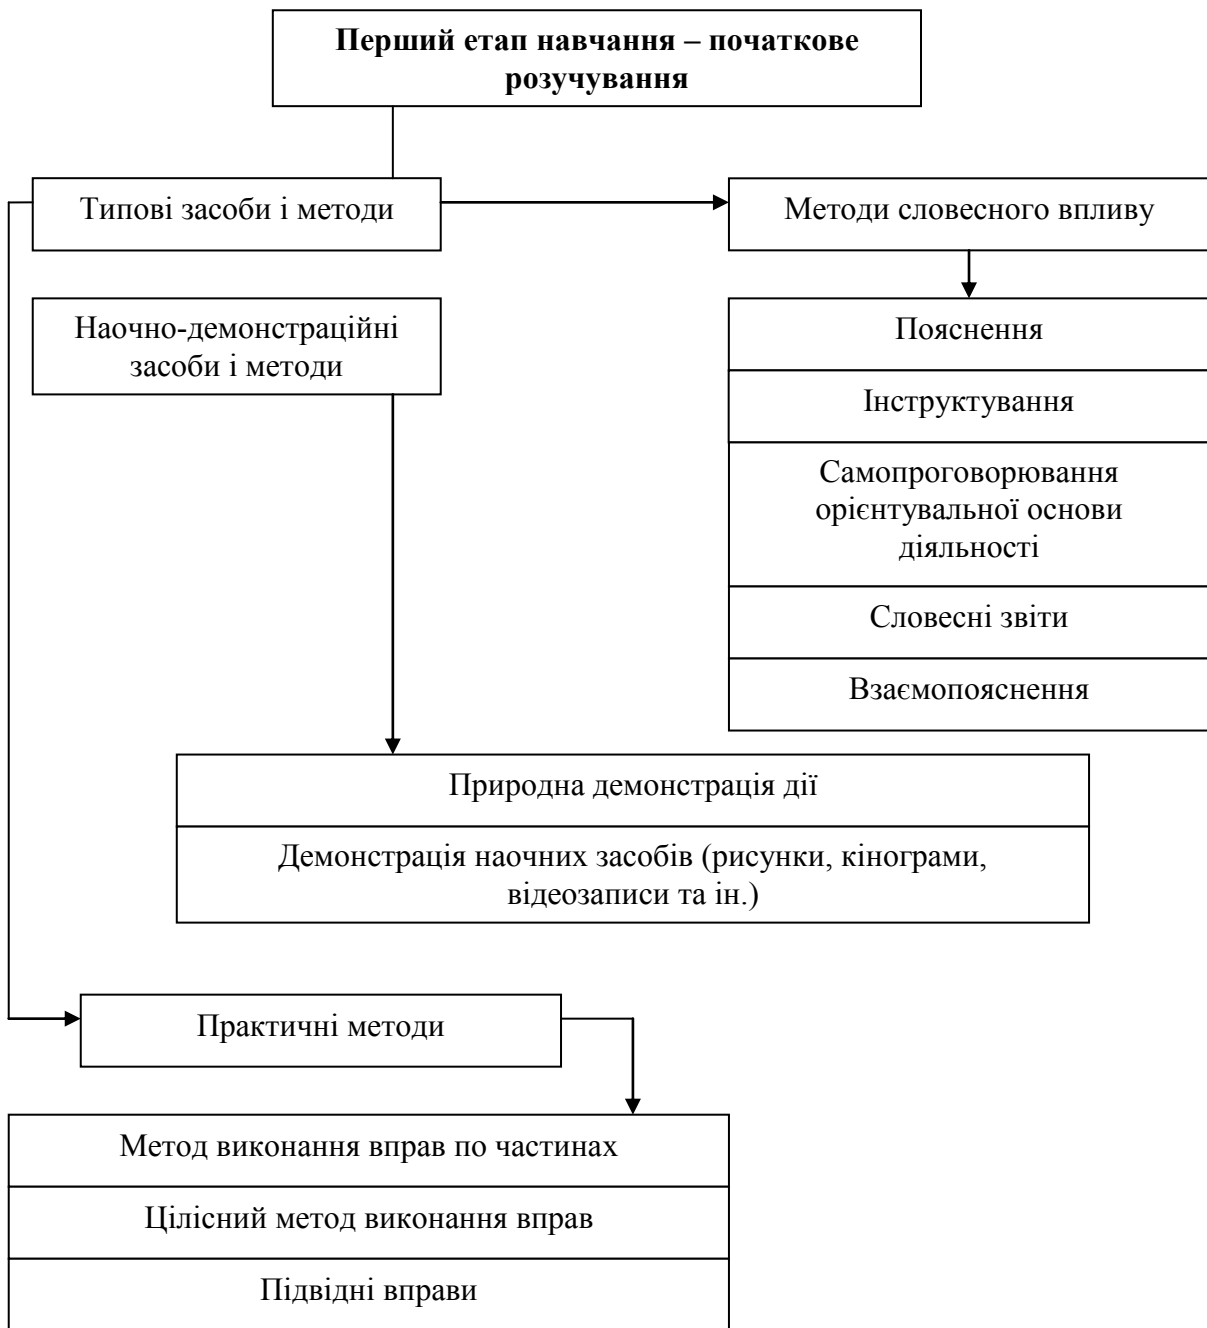 Перший етап навчання – початкове
розучування
Типові засоби і методи
Методи словесного впливу
Наочно-демонстраційні
засоби і методи
Пояснення
Інструктування
Самопроговорювання
орієнтувальної основи
діяльності
Словесні звіти
Взаємопояснення
Природна демонстрація дії
Демонстрація наочних засобів (рисунки, кінограми,
відеозаписи та ін.)
Практичні методи
Метод виконання вправ по частинах
Цілісний метод виконання вправ
Підвідні вправи